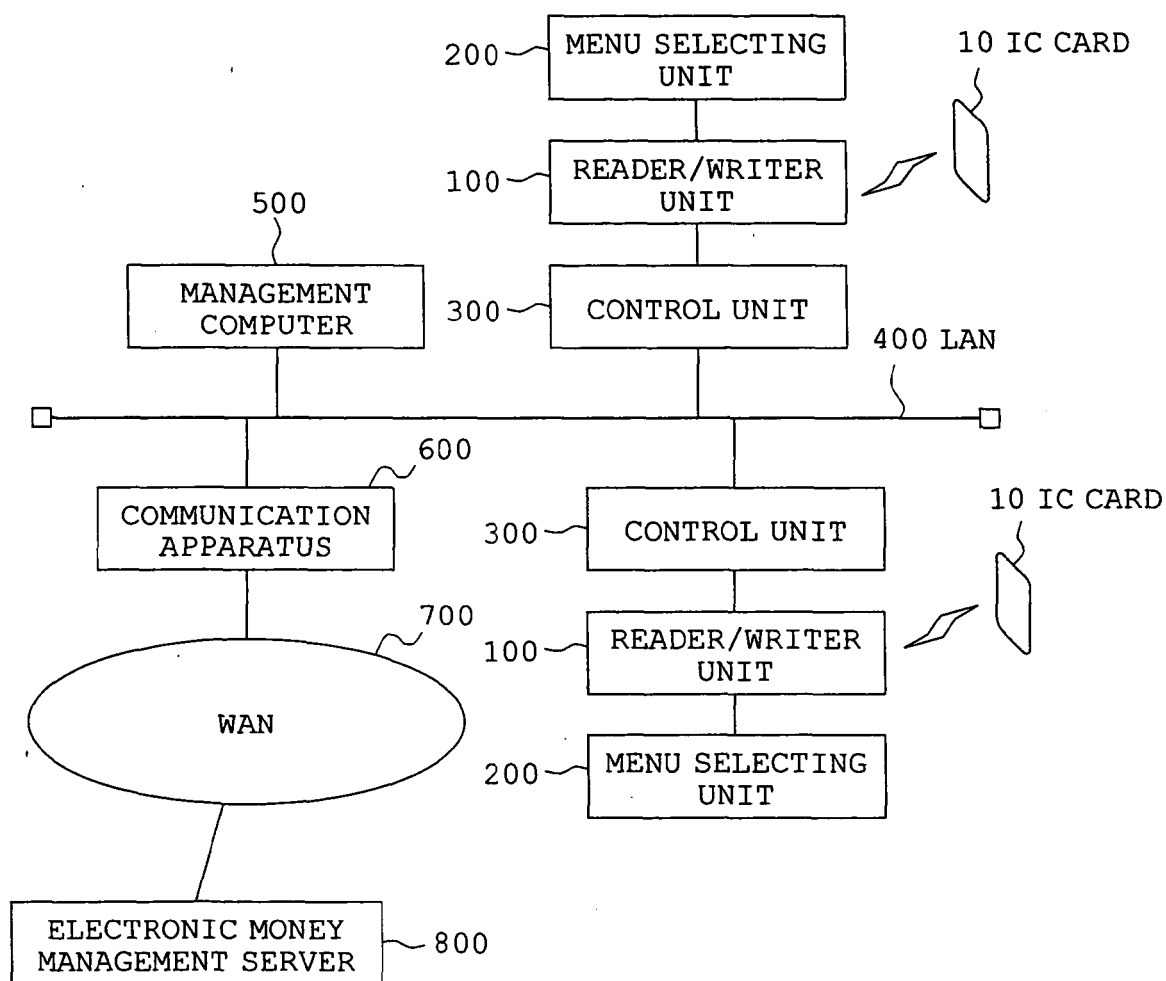 200
MENU SELECTING
UNIT
10 IC CARD
100
READER/WRITER
UNIT
500
MANAGEMENT
COMPUTER
300
CONTROL UNIT
400 LAN
600
COMMUNICATION
APPARATUS
300
CONTROL UNIT
10 IC CARD
700
WAN
100
READER/WRITER
UNIT
200
MENU SELECTING
UNIT
ELECTRONIC MONEY
MANAGEMENT SERVER
800